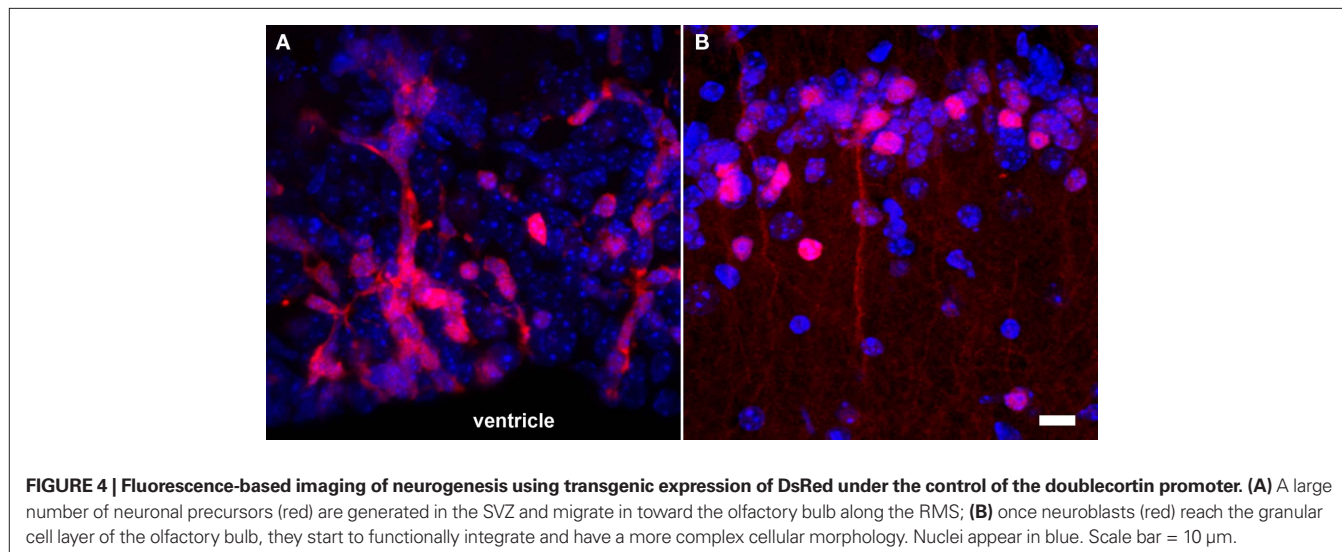 A
B
ventricle
FIGURE 4 | Fluorescence-based imaging of neurogenesis using transgenic expression of DsRed under the control of the doublecortin promoter. (A) A large
number of neuronal precursors (red) are generated in the SVZ and migrate in toward the olfactory bulb along the RMS; (B) once neuroblasts (red) reach the granular
cell layer of the olfactory bulb, they start to functionally integrate and have a more complex cellular morphology. Nuclei appear in blue. Scale bar = 10 µm.